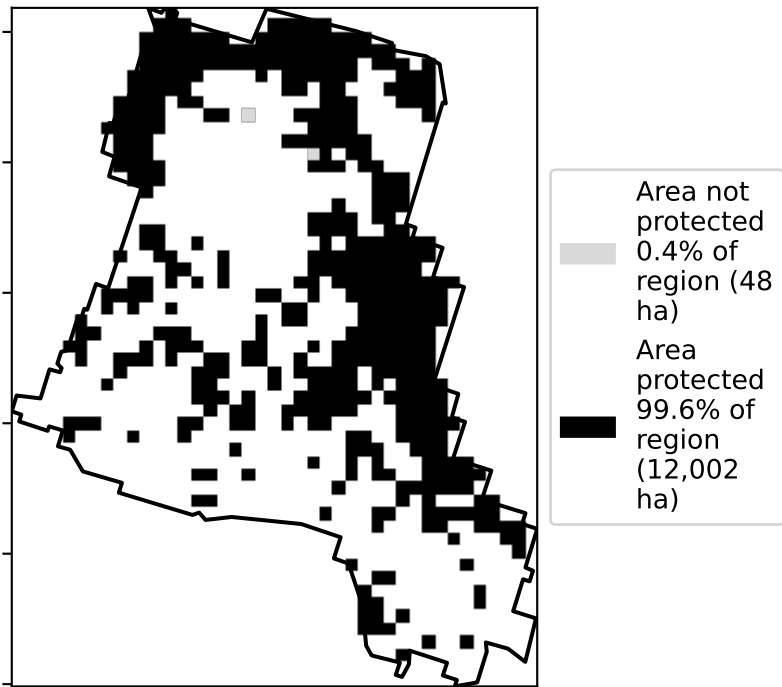 Area not
protected
0.4% of
region (48
ha)
Area
protected
99.6% of
region
(12,002
ha)